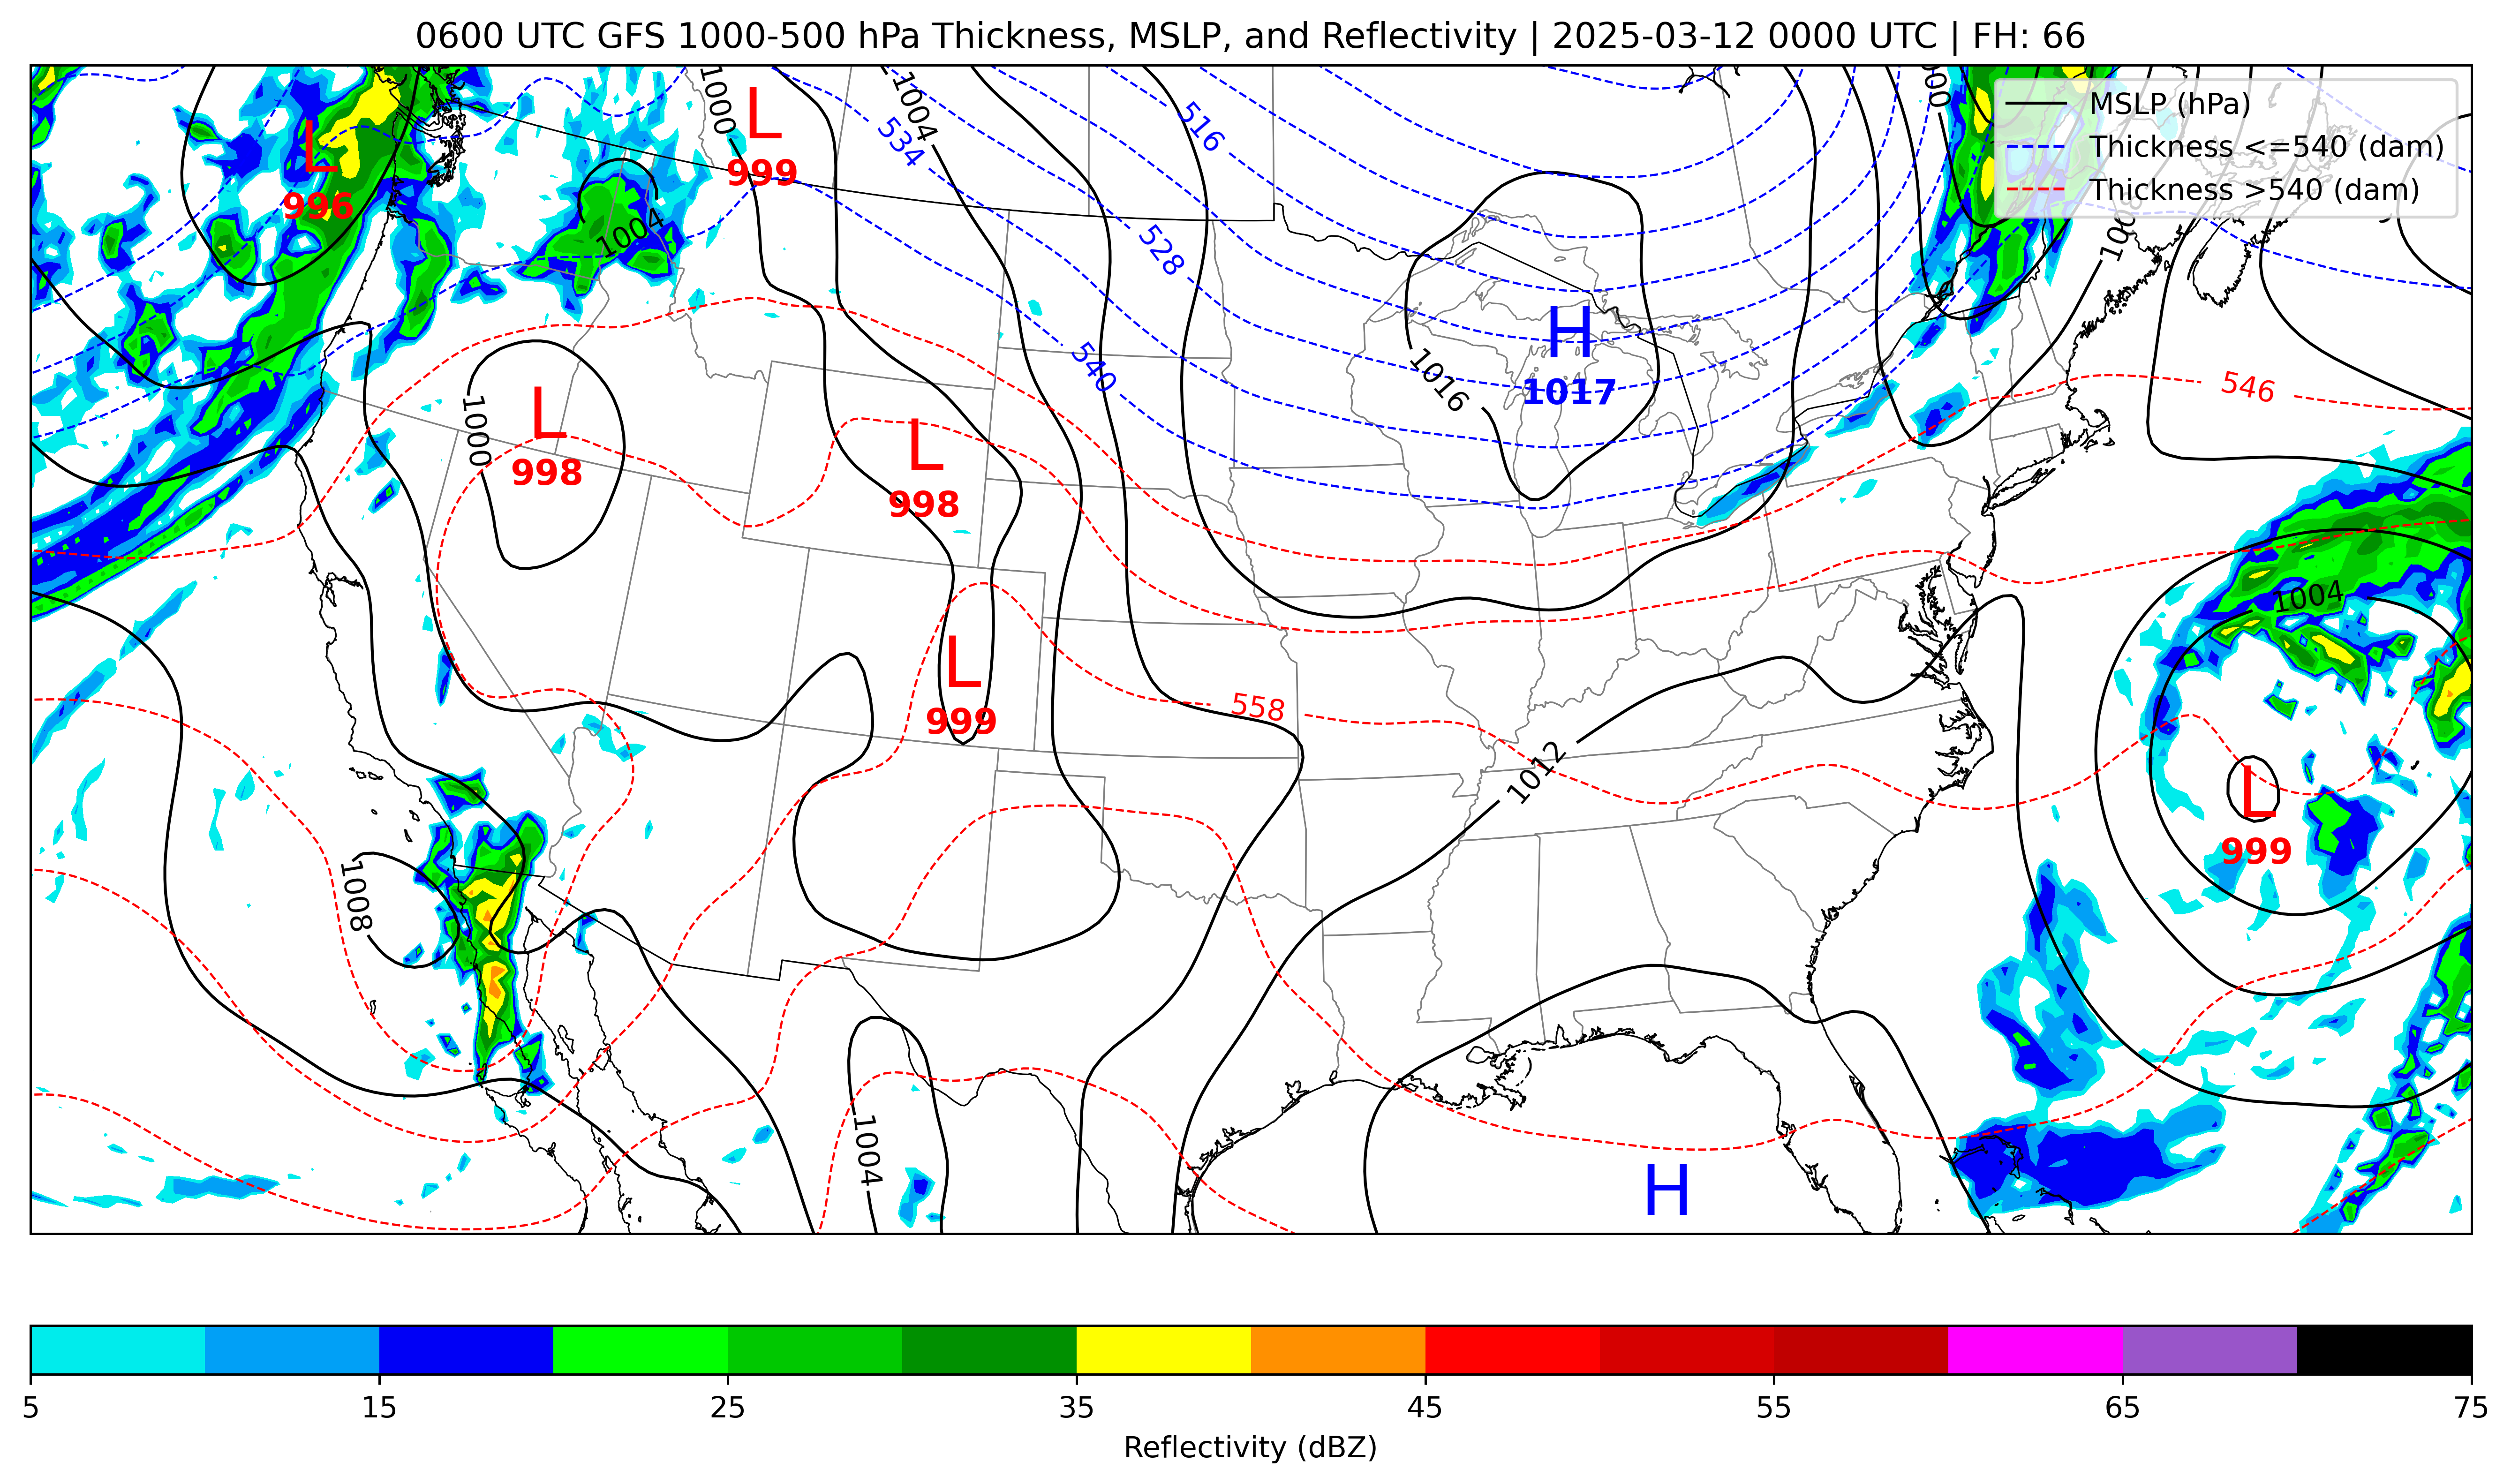 0600 UTC GFS 1000-500 hPa Thickness, MSLP, and Reflectivity | 2025-03-12 0000 UTC | FH: 66
MSLP (hPa)
Thickness <=540 (dam)
Thickness >540 (dam)
1000
1004
516
534
L
999
L
996
1004
528
H
1017
540
1016
546
1000
L
998
L
998
1004
L
999
558
1012
L
999
1008
1004
H
5
15
25
35
45
55
65
75
Reflectivity (dBZ)